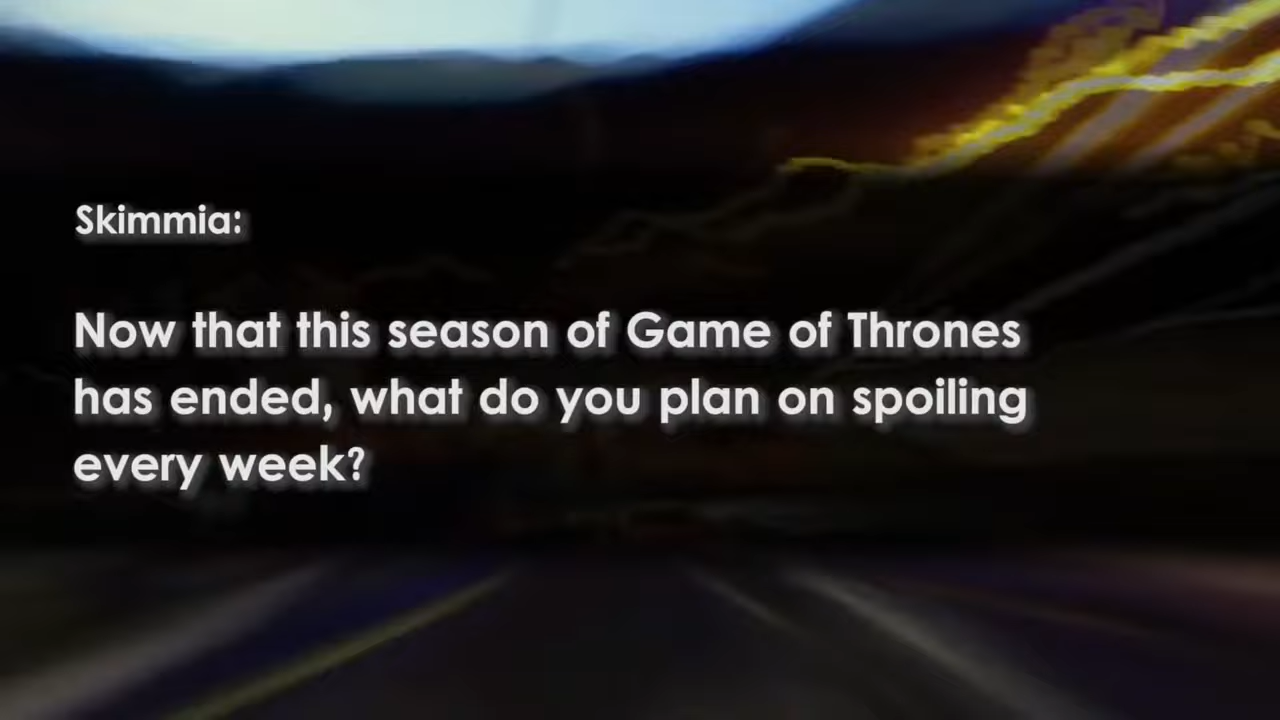 Skimmia:
Now that this season of Game of Thrones
has ended, what do you plan on spoiling
every week?